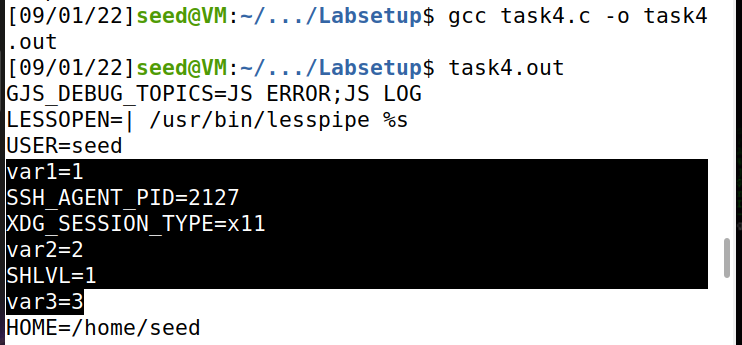 [09/01/22]seed@VM:~/.../Labsetup$ gcc task4.c -o task4
.out
[09/01/22]seed@VM:~/.../Labsetup$ task4.out
GJS_DEBUG_TOPICS=JS ERROR;JS LOG
LESSOPEN=| /usr/bin/lesspipe %s
USER=seed
var1=1
SSH_AGENT_PID=2127
XDG_SESSION_TYPE=x11
var2=2
SHLVL=1
var3=3
HOME=/home/seed